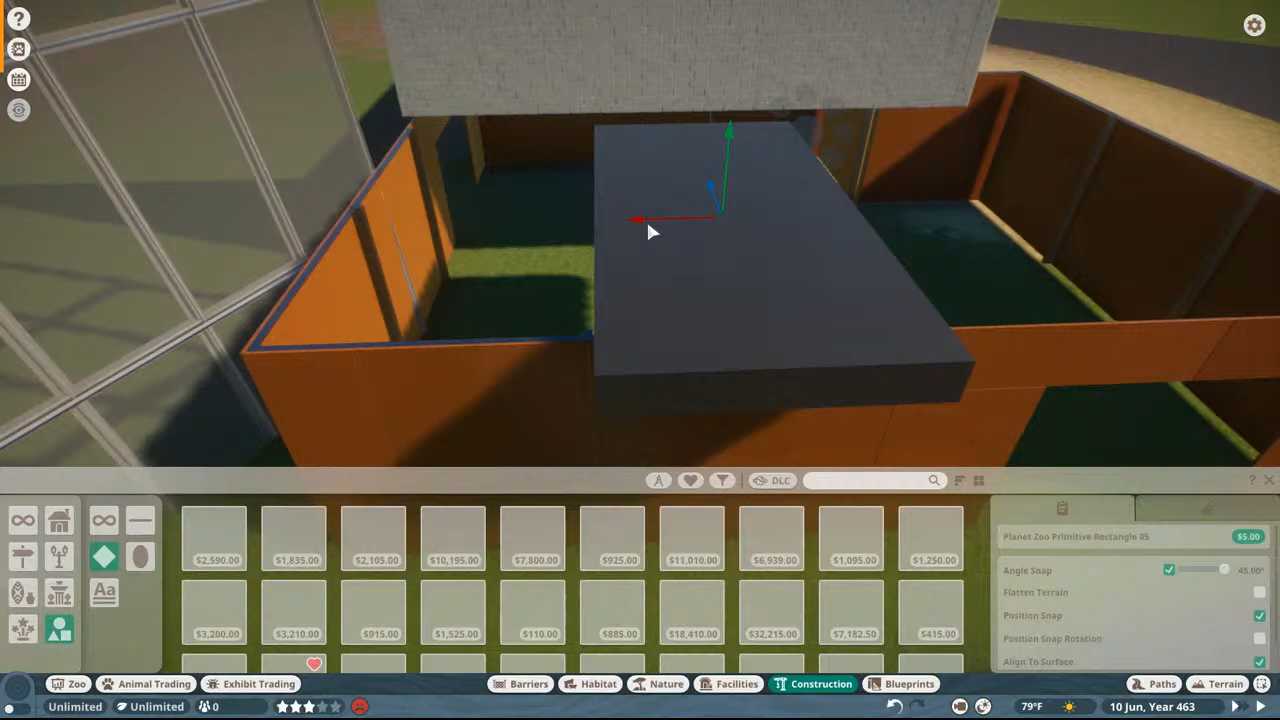 ?
DLC
? ×
$2,590.00 $1,835.00 $2,105.00 $10,195.00 $7,800.00 $925.00 $11,010.00 $6,939.00 $1,095.00 $1,250.00
Planet Zoo Primitive Rectangle 05 $5.00
Angle Snap 45.00°
Flatten Terrain
Aa
Position Snap
$3,200.00 $3,210.00 $915.00 $1,525.00 $110.00 $885.00 $18,410.00 $32,215.00 $7,182.50 $415.00
Position Snap Rotation
Align To Surface
Zoo Animal Trading Exhibit Trading Barriers Habitat Nature Facilities Construction Blueprints Paths Terrain
Unlimited Unlimited 0 79°F 10 Jun, Year 463